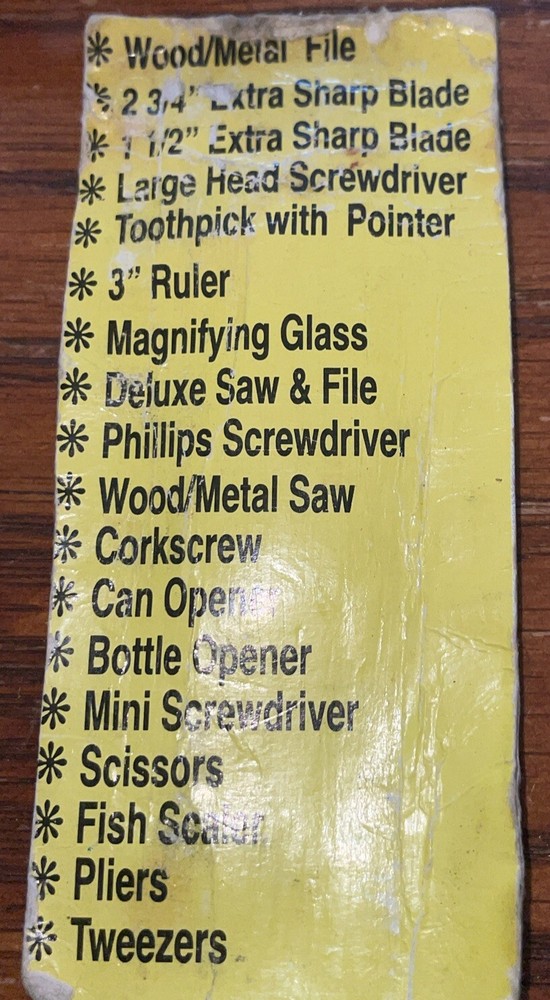 * Wood/Metal File
* 2 3/4" Extra Sharp Blade
* 1 1/2" Extra Sharp Blade
* Large Head Screwdriver
* Toothpick with Pointer
* 3" Ruler
* Magnifying Glass
* Deluxe Saw & File
* Phillips Screwdriver
* Wood/Metal Saw
* Corkscrew
* Can Opener
* Bottle Opener
* Mini Screwdriver
* Scissors
* Fish Scaler
* Pliers
* Tweezers